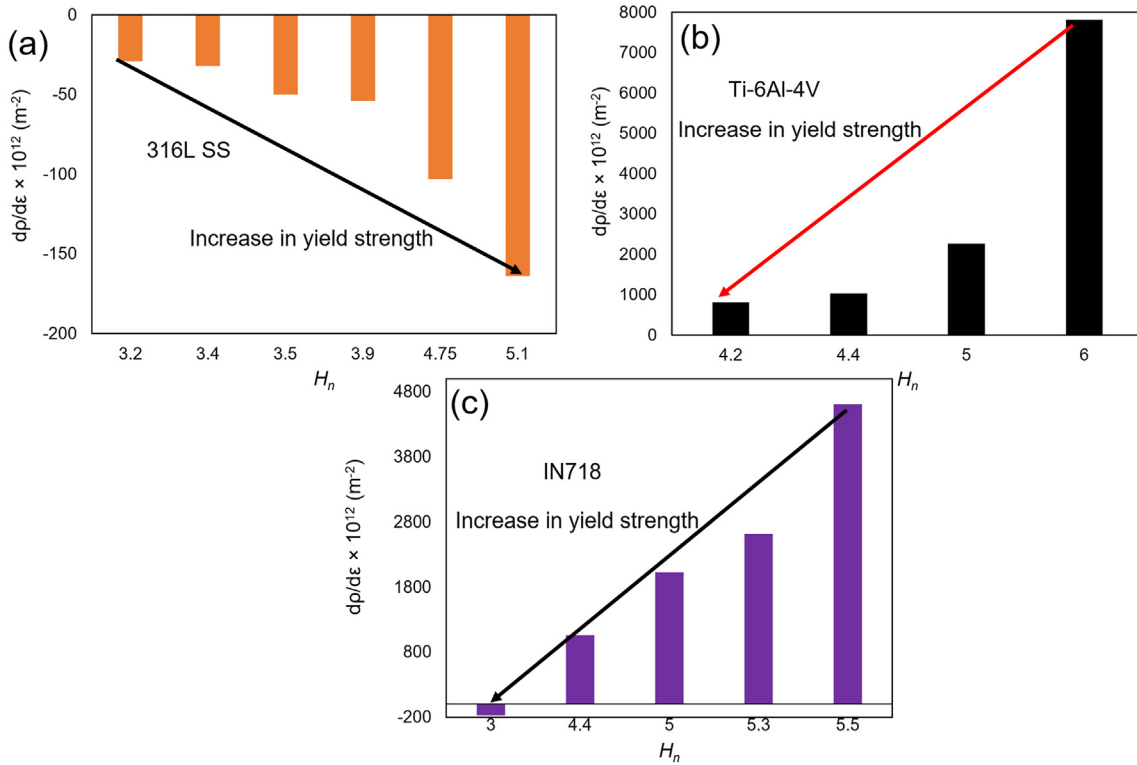 (a)
0
-50
-100
-150
-200
dρ/dε × 10¹² (m⁻²)
316L SS
Increase in yield strength
3.2 3.4 3.5 3.9 4.75 5.1
Hₙ
(b)
8000
7000
6000
5000
4000
3000
2000
1000
0
dρ/dε × 10¹² (m⁻²)
Ti-6Al-4V
Increase in yield strength
4.2 4.4 5 6
Hₙ
(c)
4800
3800
2800
1800
800
-200
dρ/dε × 10¹² (m⁻²)
IN718
Increase in yield strength
3 4.4 5 5.3 5.5
Hₙ